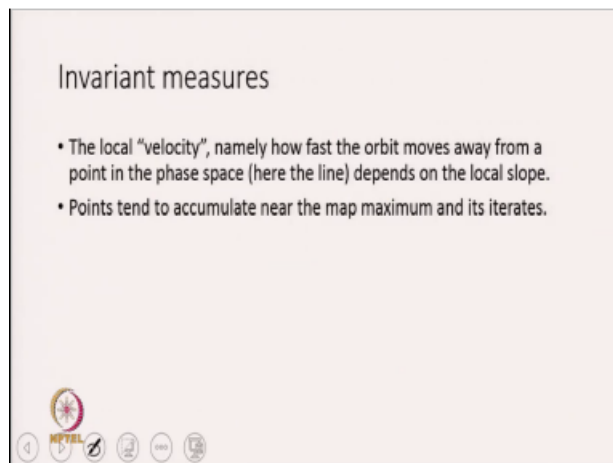 Invariant measures
• The local “velocity”, namely how fast the orbit moves away from a
point in the phase space (here the line) depends on the local slope.
• Points tend to accumulate near the map maximum and its iterates.
NPTEL